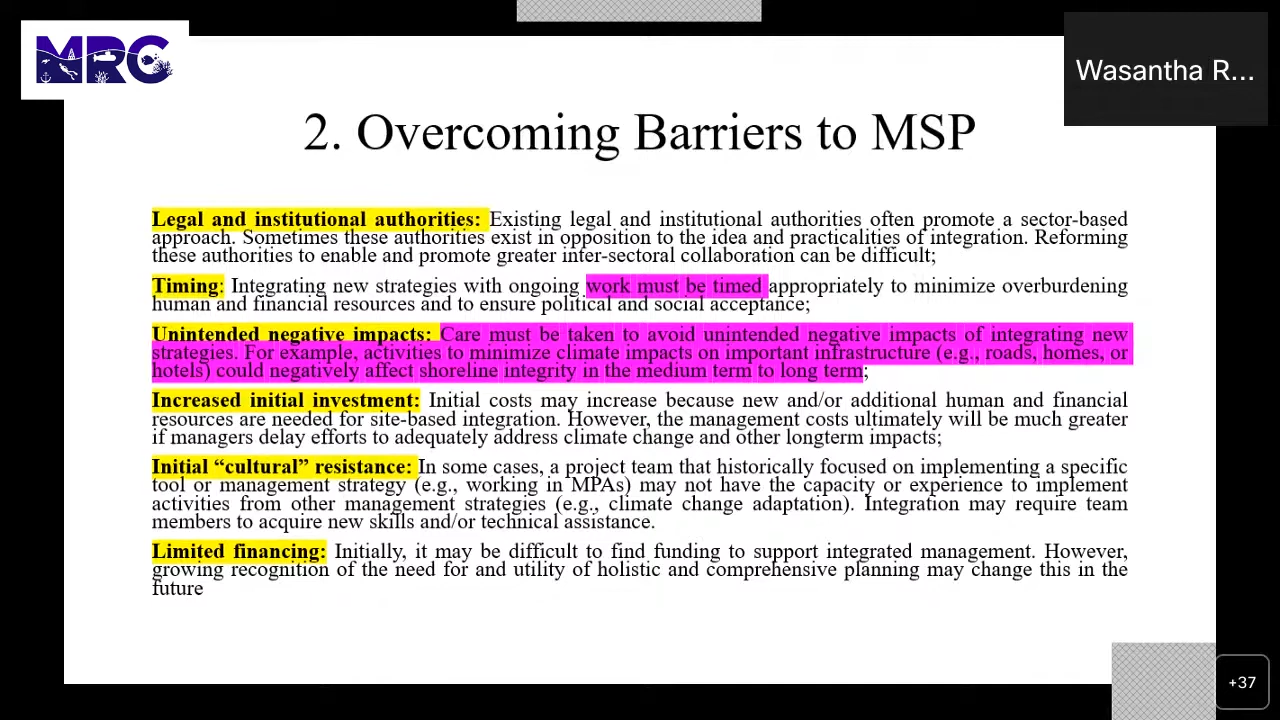 MRC
Wasantha R...
2. Overcoming Barriers to MSP
Legal and institutional authorities: Existing legal and institutional authorities often promote a sector-based
approach. Sometimes these authorities exist in opposition to the idea and practicalities of integration. Reforming
these authorities to enable and promote greater inter-sectoral collaboration can be difficult;
Timing: Integrating new strategies with ongoing work must be timed appropriately to minimize overburdening
human and financial resources and to ensure political and social acceptance;
Unintended negative impacts: Care must be taken to avoid unintended negative impacts of integrating new
strategies. For example, activities to minimize climate impacts on important infrastructure (e.g., roads, homes, or
hotels) could negatively affect shoreline integrity in the medium term to long term;
Increased initial investment: Initial costs may increase because new and/or additional human and financial
resources are needed for site-based integration. However, the management costs ultimately will be much greater
if managers delay efforts to adequately address climate change and other longterm impacts;
Initial “cultural” resistance: In some cases, a project team that historically focused on implementing a specific
tool or management strategy (e.g., working in MPAs) may not have the capacity or experience to implement
activities from other management strategies (e.g., climate change adaptation). Integration may require team
members to acquire new skills and/or technical assistance.
Limited financing: Initially, it may be difficult to find funding to support integrated management. However,
growing recognition of the need for and utility of holistic and comprehensive planning may change this in the
future
+37